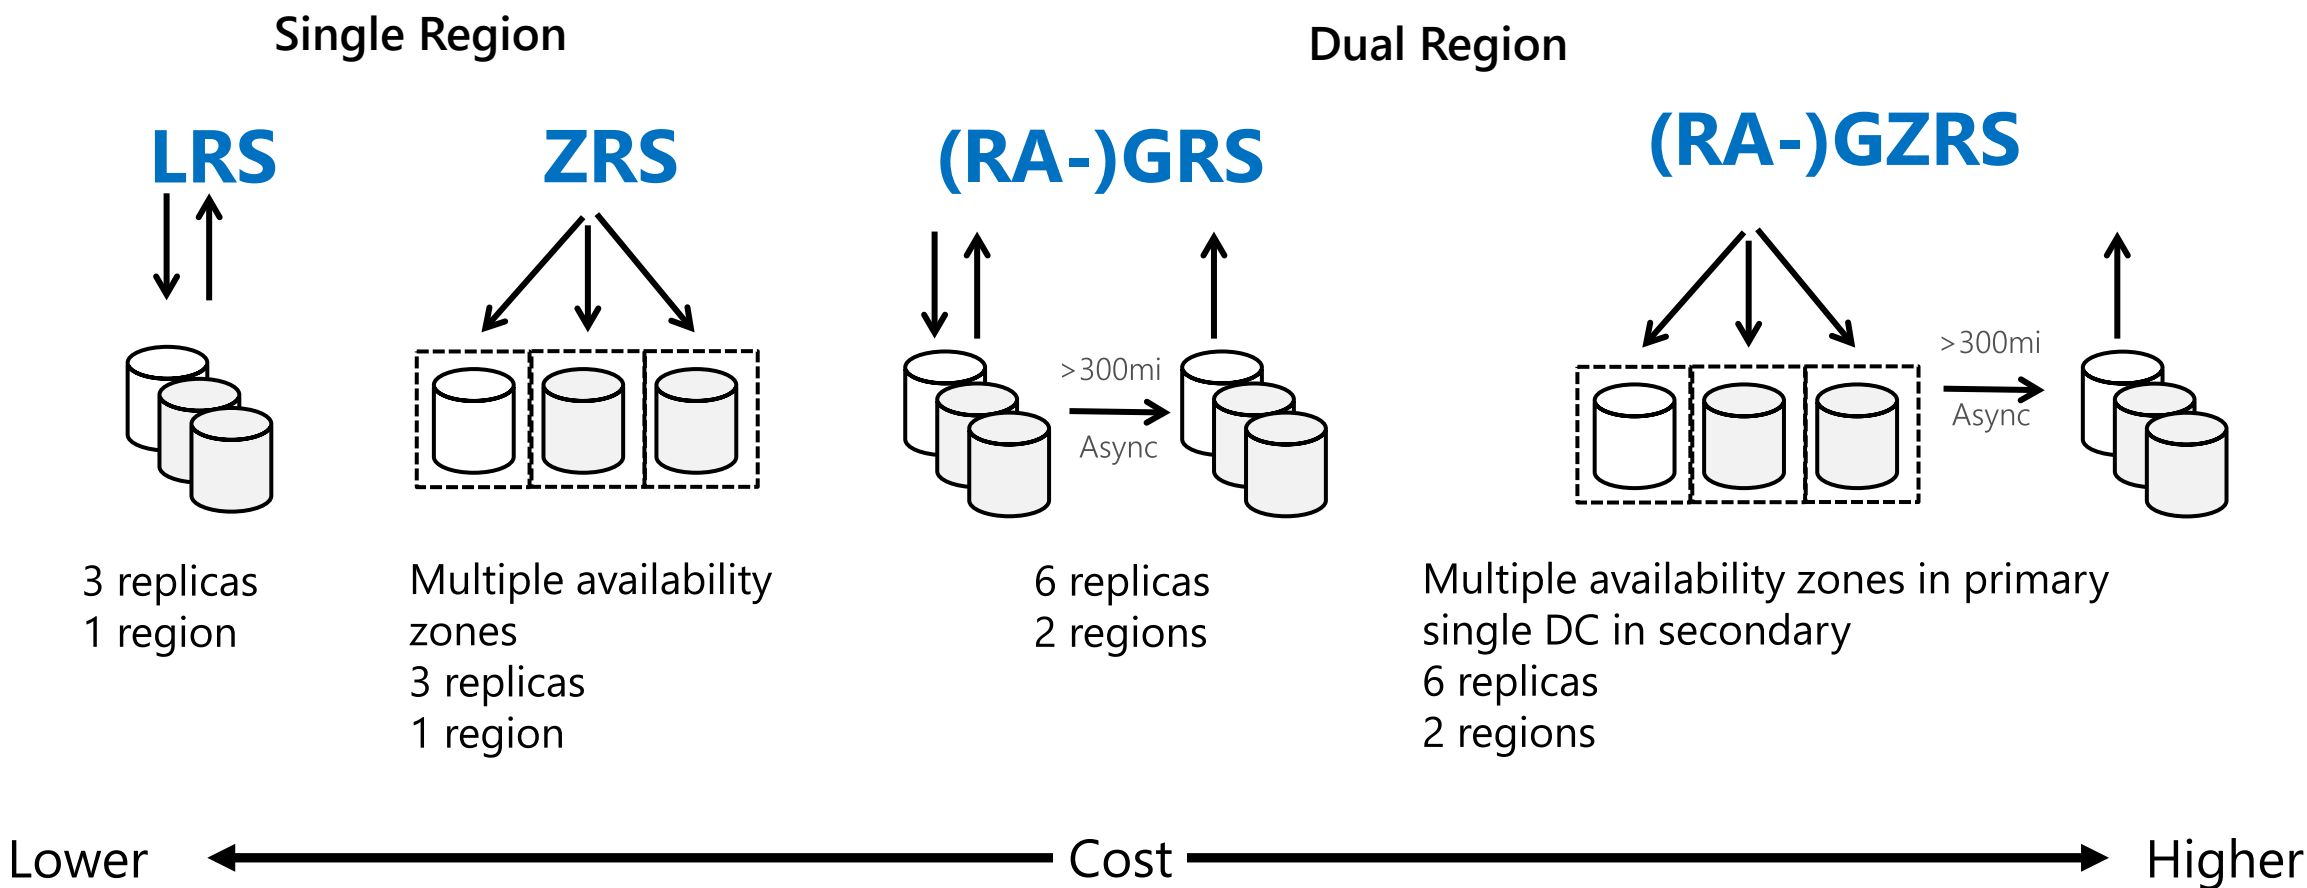 Single Region
Dual Region
LRS
ZRS
(RA-)GRS
(RA-)GZRS
>300mi
Async
>300mi
Async
3 replicas
1 region
Multiple availability
zones
3 replicas
1 region
6 replicas
2 regions
Multiple availability zones in primary
single DC in secondary
6 replicas
2 regions
Lower
Cost
Higher